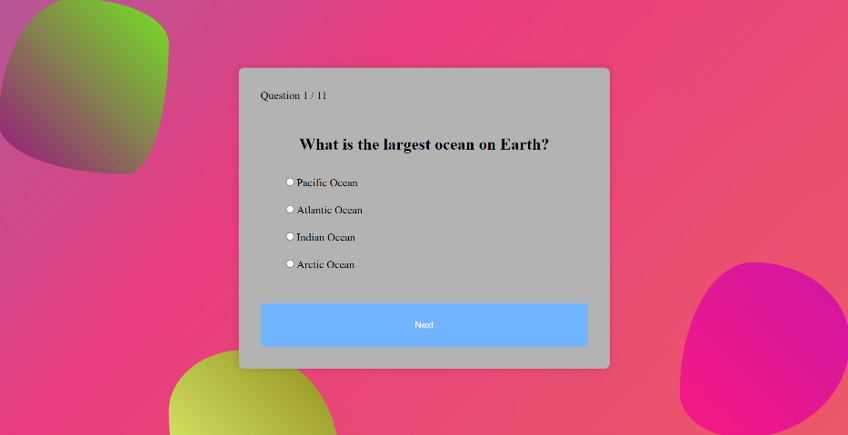 Question 1 / 11
What is the largest ocean on Earth?
Pacific Ocean
Atlantic Ocean
Indian Ocean
Arctic Ocean
Next